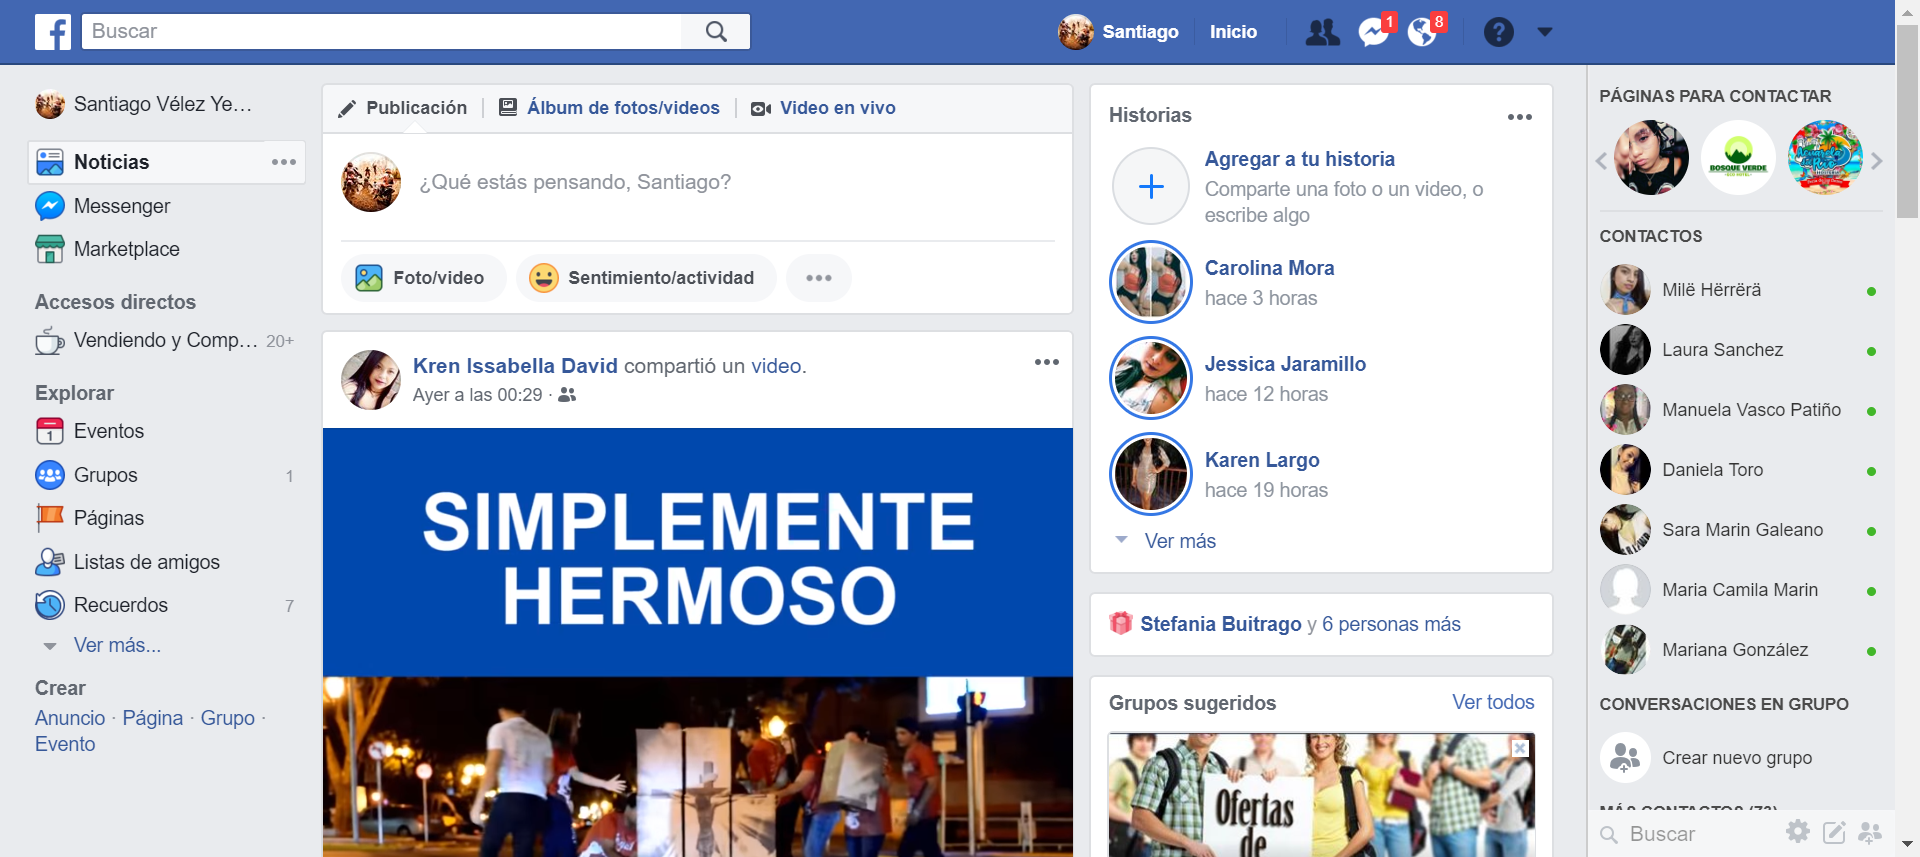 Buscar
Santiago
Inicio
1
8
Santiago Vélez Ye...
Noticias
Messenger
Marketplace
Accesos directos
Vendiendo y Comp... 20+
Explorar
1
Eventos
Grupos 1
Páginas
Listas de amigos
Recuerdos 7
Ver más...
Crear
Anuncio · Página · Grupo ·
Evento
Publicación
Álbum de fotos/videos
Video en vivo
¿Qué estás pensando, Santiago?
Foto/video
Sentimiento/actividad
Kren Issabella David compartió un video.
Ayer a las 00:29 ·
SIMPLEMENTE
HERMOSO
Historias
Agregar a tu historia
Comparte una foto o un video, o
escribe algo
Carolina Mora
hace 3 horas
Jessica Jaramillo
hace 12 horas
Karen Largo
hace 19 horas
Ver más
Stefania Buitrago y 6 personas más
Grupos sugeridos
Ver todos
Ofertas
de
PÁGINAS PARA CONTACTAR
BOSQUE VERDE
CONTACTOS
Milë Hërrërä
Laura Sanchez
Manuela Vasco Patiño
Daniela Toro
Sara Marin Galeano
Maria Camila Marin
Mariana González
CONVERSACIONES EN GRUPO
Crear nuevo grupo
MÁS CONTACTOS (73)
Buscar